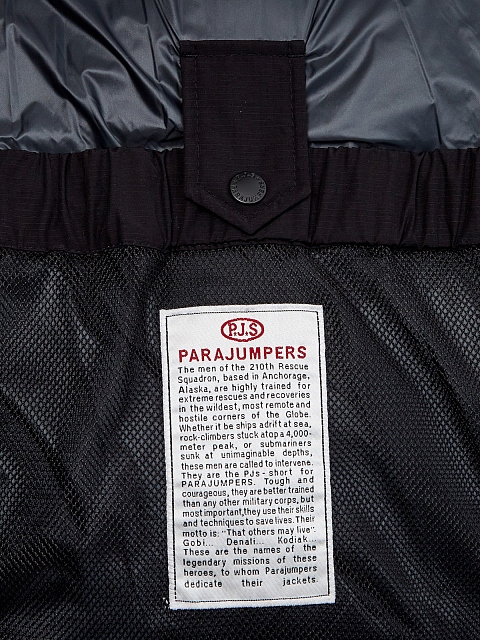 P.J.S
PARAJUMPERS
The men of the 210th Rescue
Squadron, based in Anchorage,
Alaska, are highly trained for
extreme rescues and recoveries
in the wildest, most remote and
hostile corners of the Globe.
Whether it be ships adrift at sea,
rock-climbers stuck atop a 4,000-
meter peak, or submariners
sunk at unimaginable depths,
these men are called to intervene.
They are the PJs - short for
PARAJUMPERS. Tough and
courageous, they are better trained
than any other military corps, but
most important, they use their skills
and techniques to save lives. Their
motto is: "That others may live".
Gobi... Denali... Kodiak...
These are the names of the
legendary missions of these
heroes, to whom Parajumpers
dedicate their jackets.